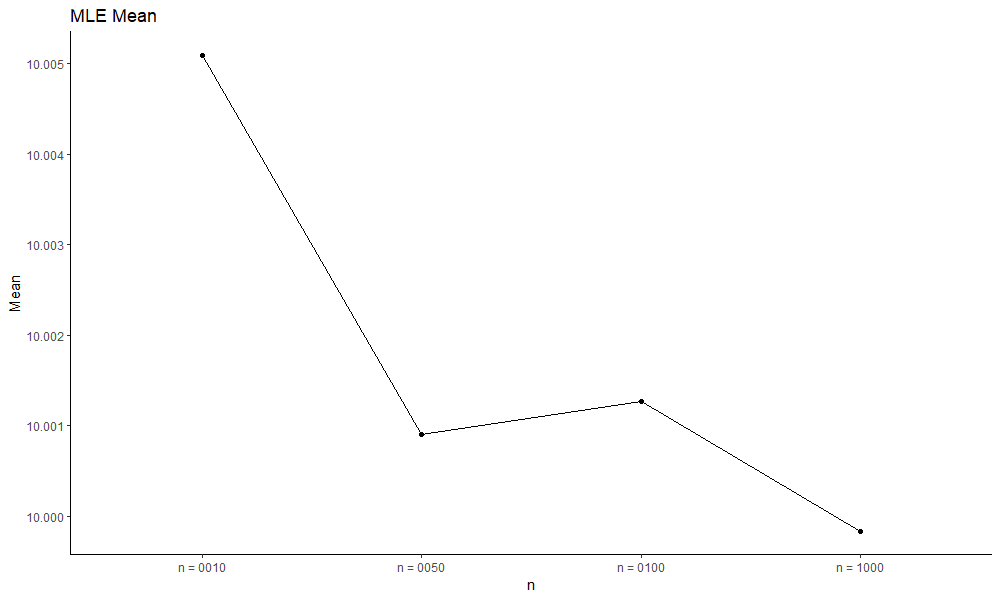 MLE Mean
10.005
10.004
10.003
10.002
10.001
10.000
Mean
n = 0010
n = 0050
n = 0100
n = 1000
n